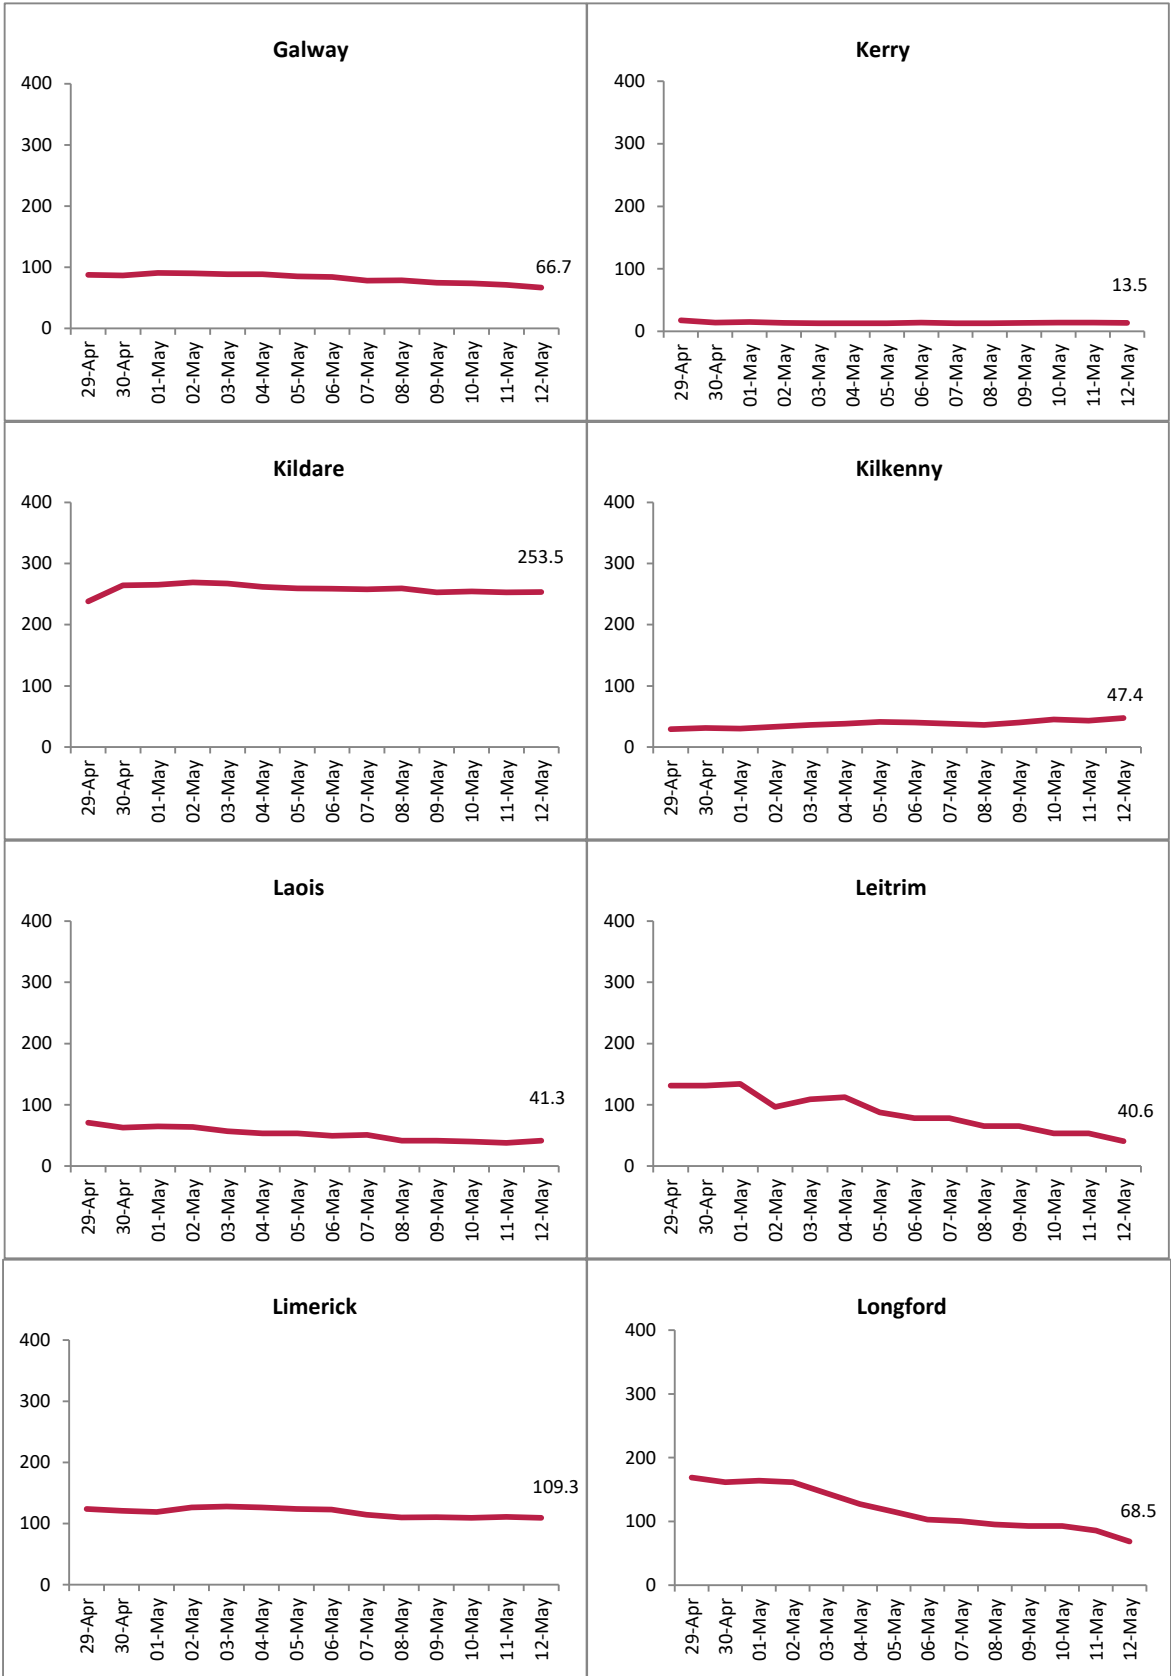 Galway
400
300
200
100
0
66.7
29-Apr
30-Apr
01-May
02-May
03-May
04-May
05-May
06-May
07-May
08-May
09-May
10-May
11-May
12-May
Kerry
400
300
200
100
0
13.5
29-Apr
30-Apr
01-May
02-May
03-May
04-May
05-May
06-May
07-May
08-May
09-May
10-May
11-May
12-May
Kildare
400
300
200
100
0
253.5
29-Apr
30-Apr
01-May
02-May
03-May
04-May
05-May
06-May
07-May
08-May
09-May
10-May
11-May
12-May
Kilkenny
400
300
200
100
0
47.4
29-Apr
30-Apr
01-May
02-May
03-May
04-May
05-May
06-May
07-May
08-May
09-May
10-May
11-May
12-May
Laois
400
300
200
100
0
41.3
29-Apr
30-Apr
01-May
02-May
03-May
04-May
05-May
06-May
07-May
08-May
09-May
10-May
11-May
12-May
Leitrim
400
300
200
100
0
40.6
29-Apr
30-Apr
01-May
02-May
03-May
04-May
05-May
06-May
07-May
08-May
09-May
10-May
11-May
12-May
Limerick
400
300
200
100
0
109.3
29-Apr
30-Apr
01-May
02-May
03-May
04-May
05-May
06-May
07-May
08-May
09-May
10-May
11-May
12-May
Longford
400
300
200
100
0
68.5
29-Apr
30-Apr
01-May
02-May
03-May
04-May
05-May
06-May
07-May
08-May
09-May
10-May
11-May
12-May